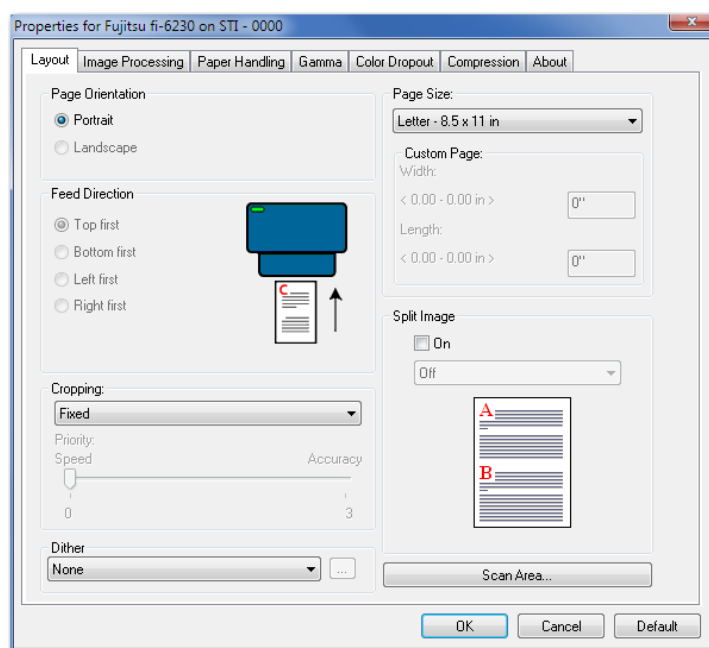 Properties for Fujitsu fi-6230 on STI - 0000
Layout Image Processing Paper Handling Gamma Color Dropout Compression About
Page Orientation
Portrait
Landscape
Feed Direction
Top first
Bottom first
Left first
Right first
C
Cropping:
Fixed
Priority:
Speed Accuracy
0 3
Dither
None ...
Page Size:
Letter - 8.5 x 11 in
Custom Page:
Width:
< 0.00 - 0.00 in > 0"
Length:
< 0.00 - 0.00 in > 0"
Split Image
On
Off
A
B
Scan Area...
OK Cancel Default